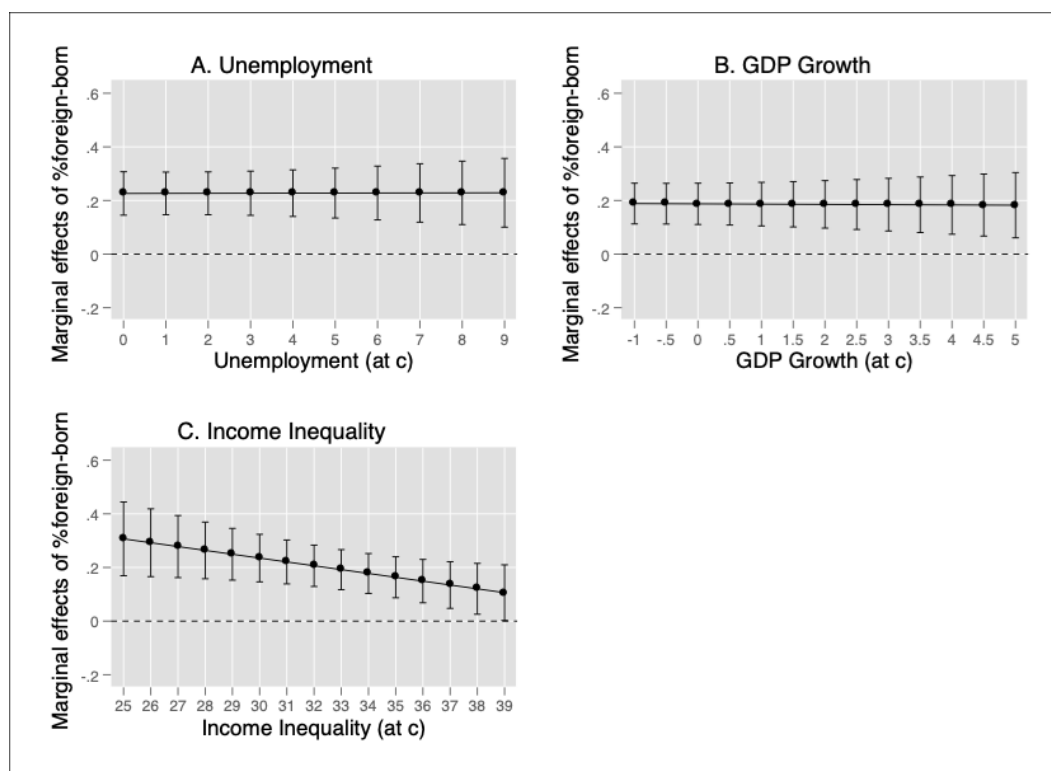 A. Unemployment
Marginal effects of %foreign-born
.6
.4
.2
0
-.2
0 1 2 3 4 5 6 7 8 9
Unemployment (at c)
B. GDP Growth
Marginal effects of %foreign-born
.6
.4
.2
0
-.2
-1 -.5 0 .5 1 1.5 2 2.5 3 3.5 4 4.5 5
GDP Growth (at c)
C. Income Inequality
Marginal effects of %foreign-born
.6
.4
.2
0
-.2
25 26 27 28 29 30 31 32 33 34 35 36 37 38 39
Income Inequality (at c)